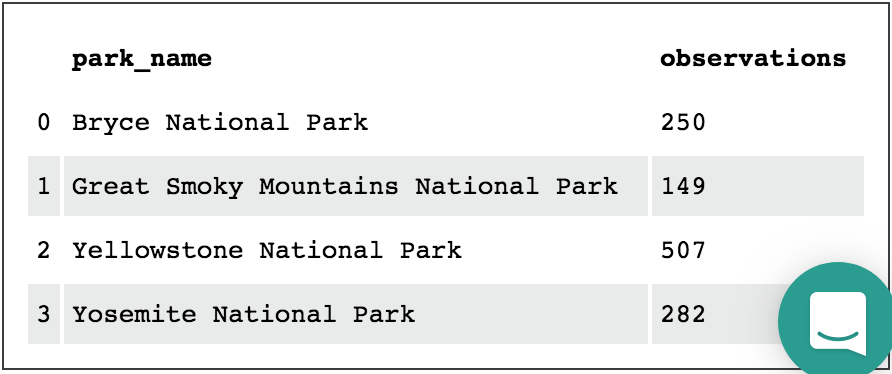 park_name observations
0 Bryce National Park 250
1 Great Smoky Mountains National Park 149
2 Yellowstone National Park 507
3 Yosemite National Park 282